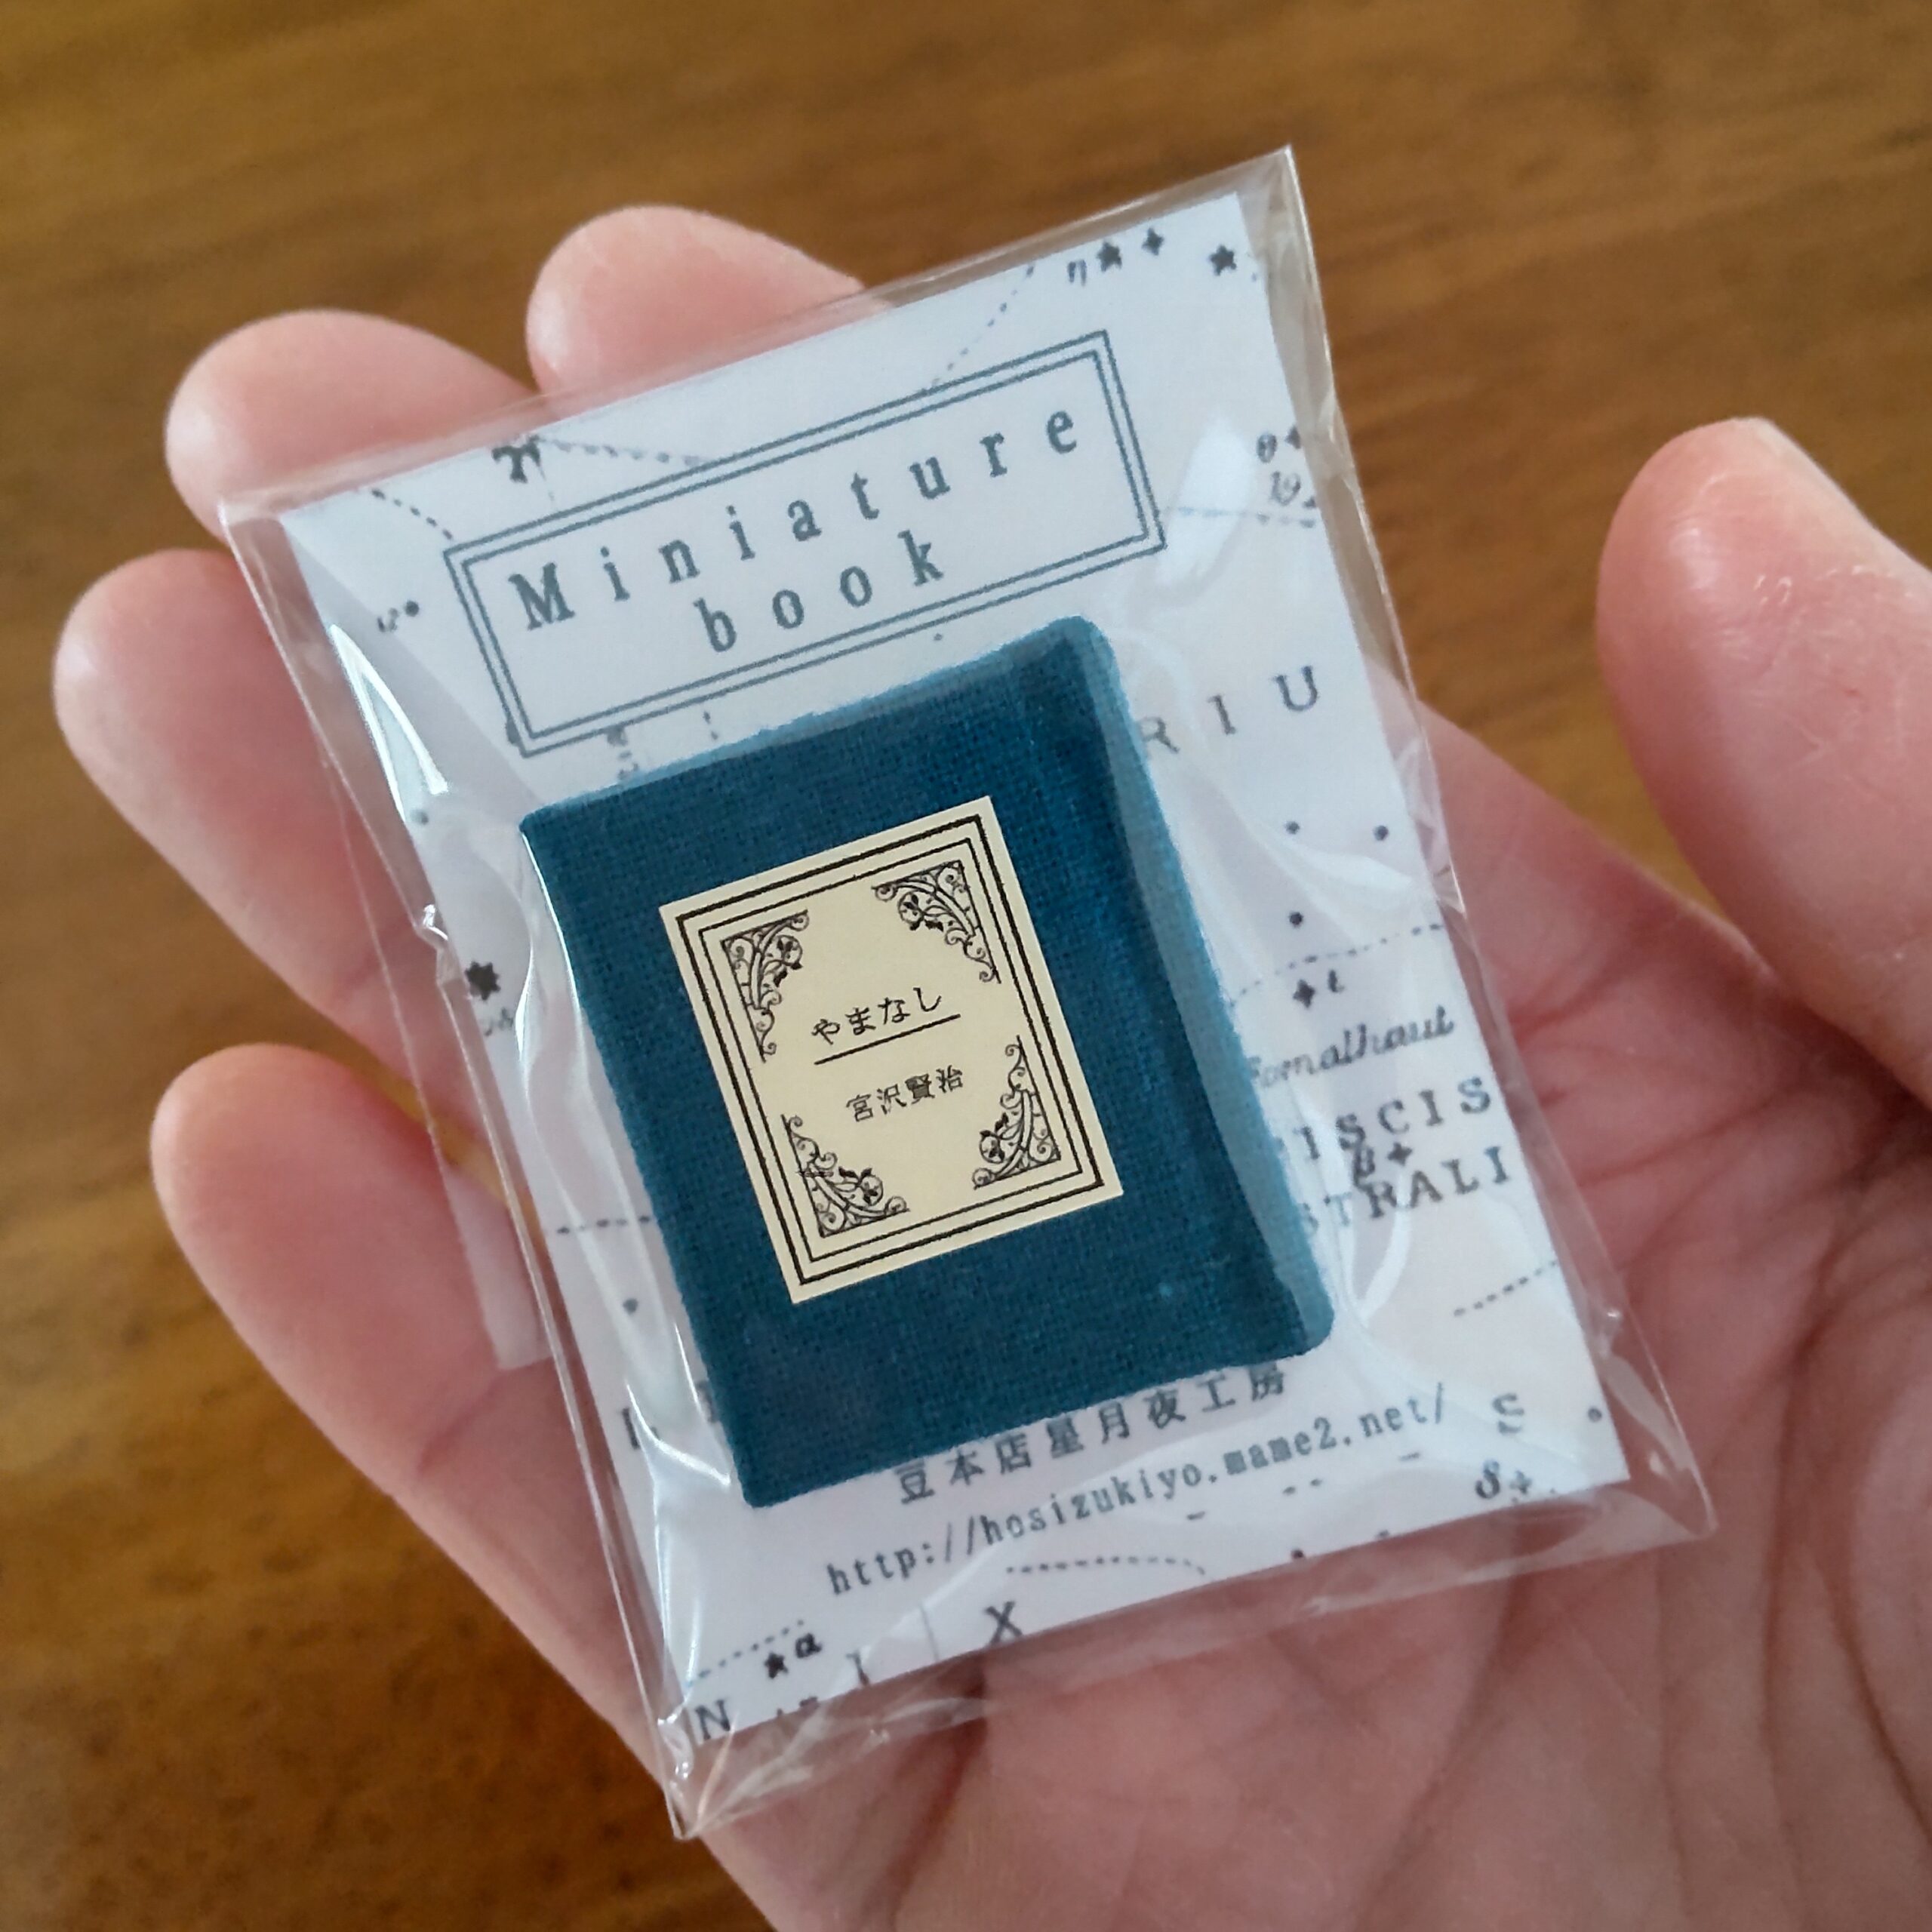 η
Miniature
book
RIU
やまなし
宮沢賢治
Fomalhaut
ISCIS
STRALI
豆本店星月夜工房
http://hosizukiyo.mame2.net/
S
α
X
N